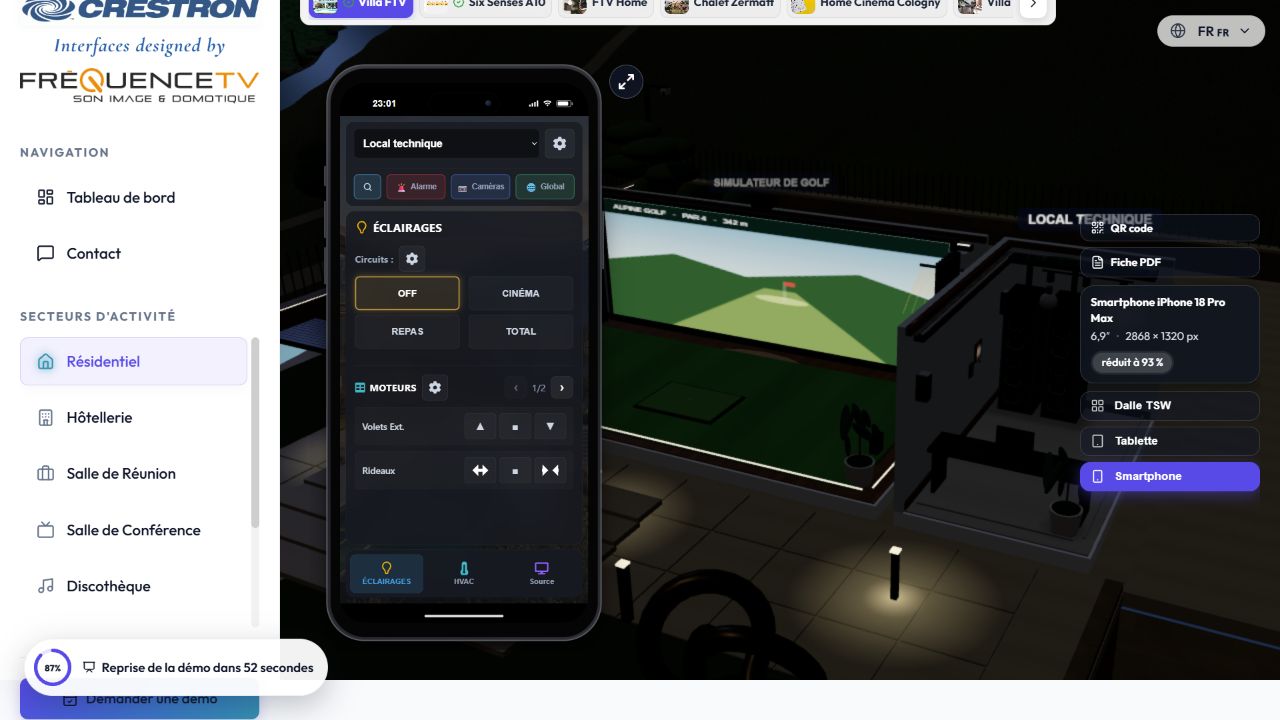 CRESTRON
Interfaces designed by
FRÉQUENCETV
SON IMAGE & DOMOTIQUE
NAVIGATION
Tableau de bord
Contact
SECTEURS D'ACTIVITÉ
Résidentiel
Hôtellerie
Salle de Réunion
Salle de Conférence
Discothèque
87%
Reprise de la démo dans 52 secondes
Demander une démo
Villa FTV
Six Senses A10
FTV Home
Chalet Zermatt
Home Cinema Cologny
Villa
FR FR
23:01
Local technique
Alarme
Caméras
Global
ÉCLAIRAGES
Circuits :
OFF
CINÉMA
REPAS
TOTAL
MOTEURS
1/2
Volets Ext.
Rideaux
ÉCLAIRAGES
HVAC
Source
SIMULATEUR DE GOLF
ALPINE GOLF - PAR 4 - 342 m
LOCAL TECHNIQUE
QR code
Fiche PDF
Smartphone iPhone 18 Pro
Max
6,9" · 2868 × 1320 px
réduit à 93 %
Dalle TSW
Tablette
Smartphone